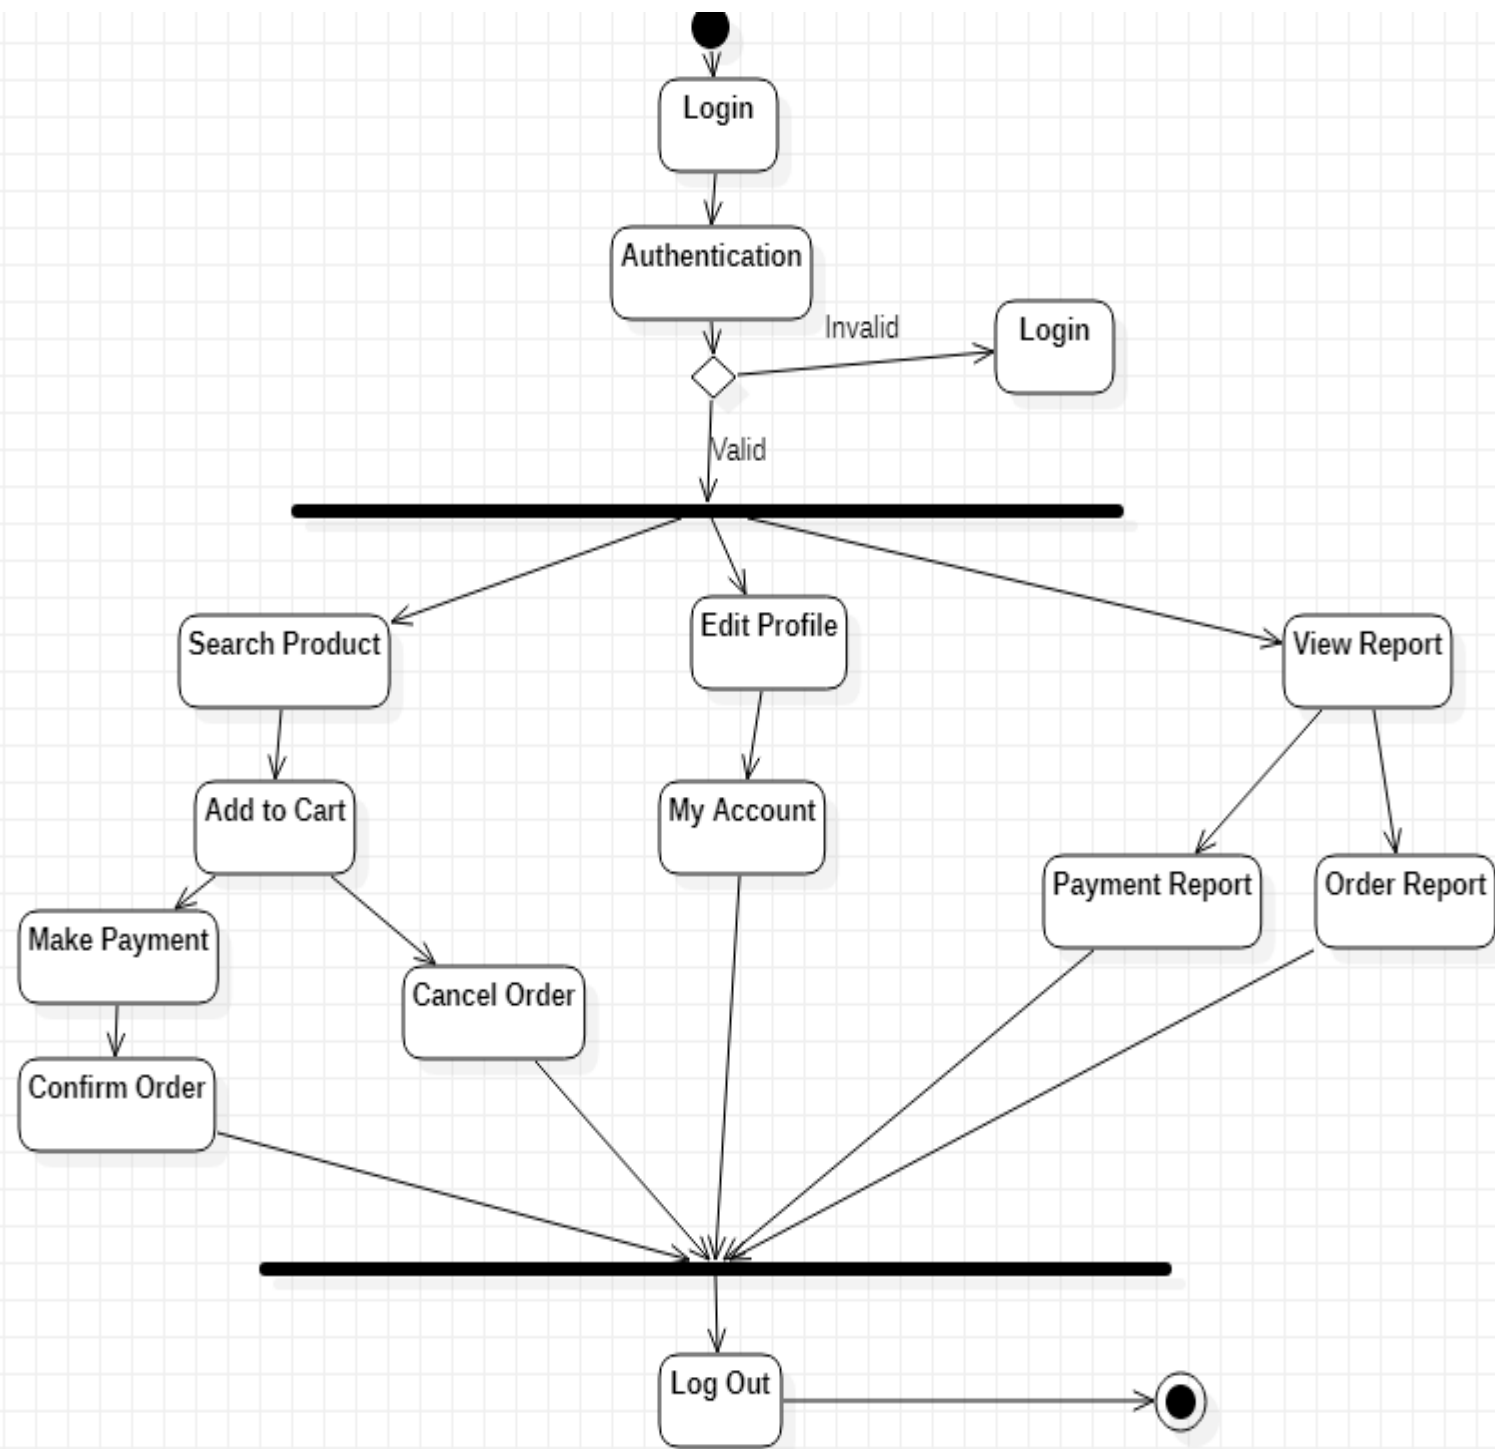 Login
Authentication
Invalid
Login
Valid
Search Product
Edit Profile
View Report
Add to Cart
My Account
Payment Report
Order Report
Make Payment
Cancel Order
Confirm Order
Log Out